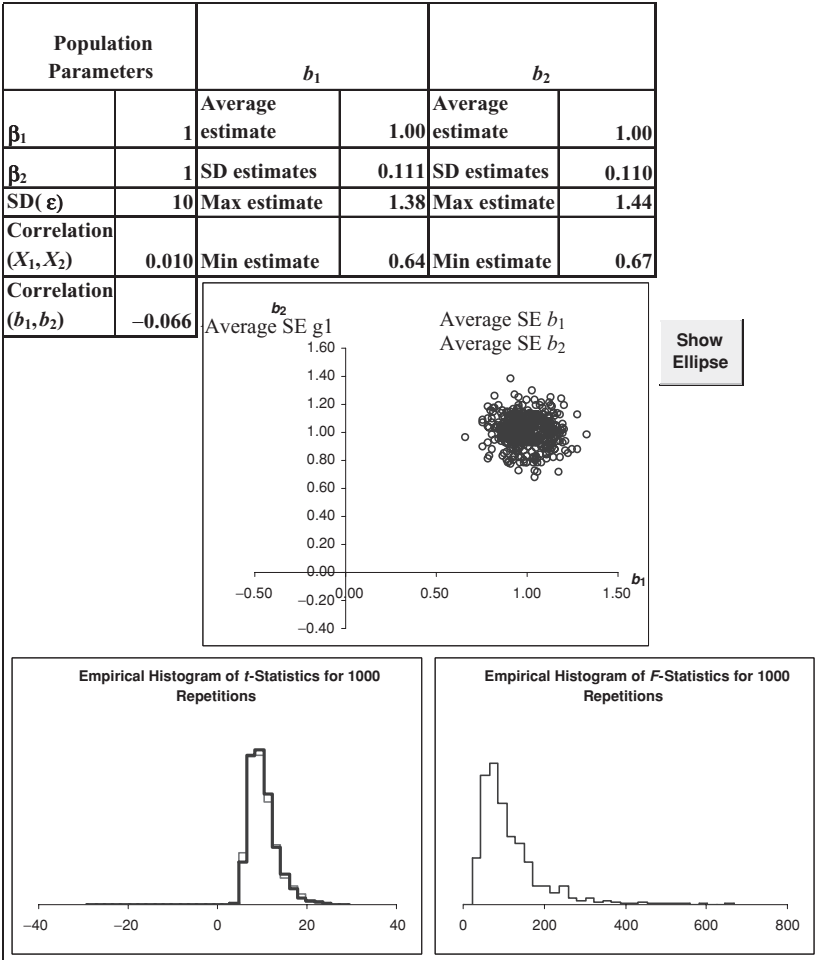 Population
Parameters
b1
b2
β1
1
Average
estimate
1.00
Average
estimate
1.00
β2
1
SD estimates
0.111
SD estimates
0.110
SD( ε)
10
Max estimate
1.38
Max estimate
1.44
Correlation
(X1,X2)
0.010
Min estimate
0.64
Min estimate
0.67
Correlation
(b1,b2)
−0.066
b2
Average SE g1
Average SE b1
Average SE b2
Show
Ellipse
1.60
1.40
1.20
1.00
0.80
0.60
0.40
0.20
0.00
−0.20
−0.40
−0.50
0.00
0.50
1.00
1.50
b1
Empirical Histogram of t-Statistics for 1000
Repetitions
−40
−20
0
20
40
Empirical Histogram of F-Statistics for 1000
Repetitions
0
200
400
600
800